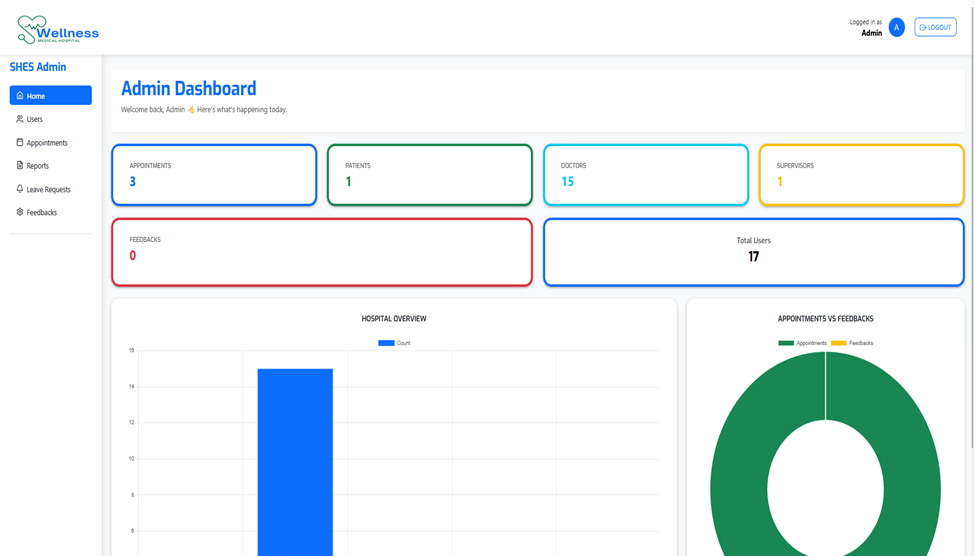 Wellness
MEDICAL HOSPITAL
Logged in as
Admin
A
LOGOUT
SHES Admin
Home
Users
Appointments
Reports
Leave Requests
Feedbacks
Admin Dashboard
Welcome back, Admin 👋 Here's what's happening today.
APPOINTMENTS
3
PATIENTS
1
DOCTORS
15
SUPERVISORS
1
FEEDBACKS
0
Total Users
17
HOSPITAL OVERVIEW
Count
16
14
12
10
8
6
APPOINTMENTS VS FEEDBACKS
Appointments Feedbacks